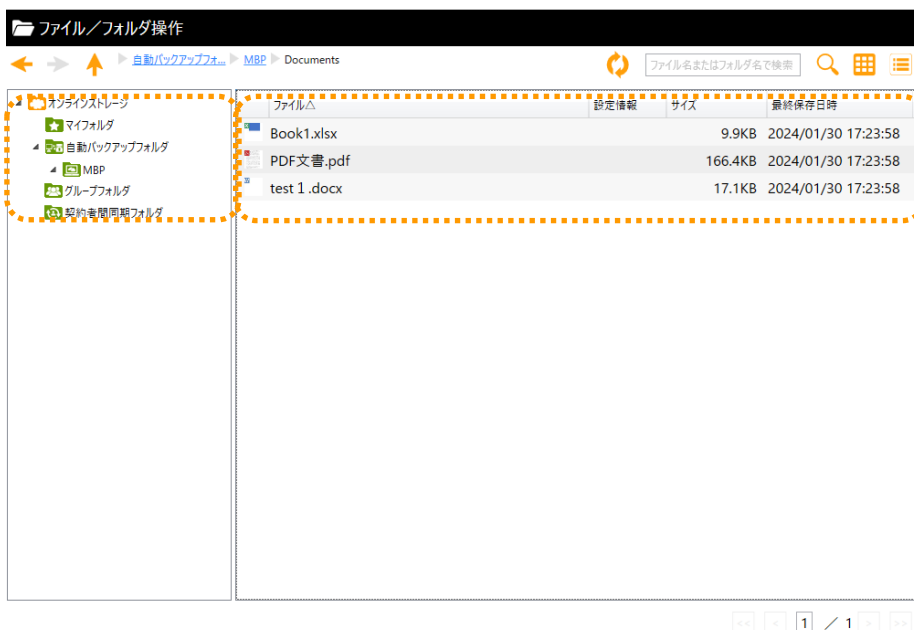 ファイル／フォルダ操作
自動バックアップフォ... MBP Documents
ファイル名またはフォルダ名で検索
オンラインストレージ
マイフォルダ
自動バックアップフォルダ
MBP
グループフォルダ
契約者間同期フォルダ
ファイル△ 設定情報 サイズ 最終保存日時
Book1.xlsx 9.9KB 2024/01/30 17:23:58
PDF文書.pdf 166.4KB 2024/01/30 17:23:58
test１.docx 17.1KB 2024/01/30 17:23:58
<< < 1 ／ 1 > >>